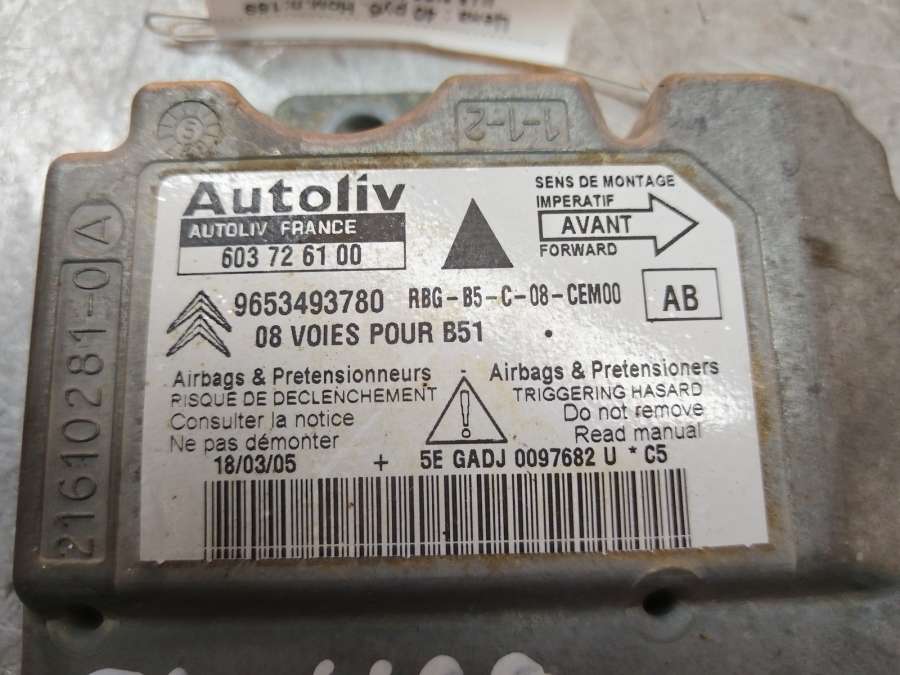 1-1-2
S
21610281-0 A
Autoliv
AUTOLIV FRANCE
603 72 61 00
SENS DE MONTAGE
IMPERATIF
AVANT
FORWARD
9653493780 RBG-B5-C-08-CEM00
AB
08 VOIES POUR B51 .
Airbags & Pretensionneurs
RISQUE DE DECLENCHEMENT
Consulter la notice
Ne pas démonter
Airbags & Pretensioners
TRIGGERING HASARD
Do not remove
Read manual
18/03/05 + 5E GADJ 0097682 U * C5